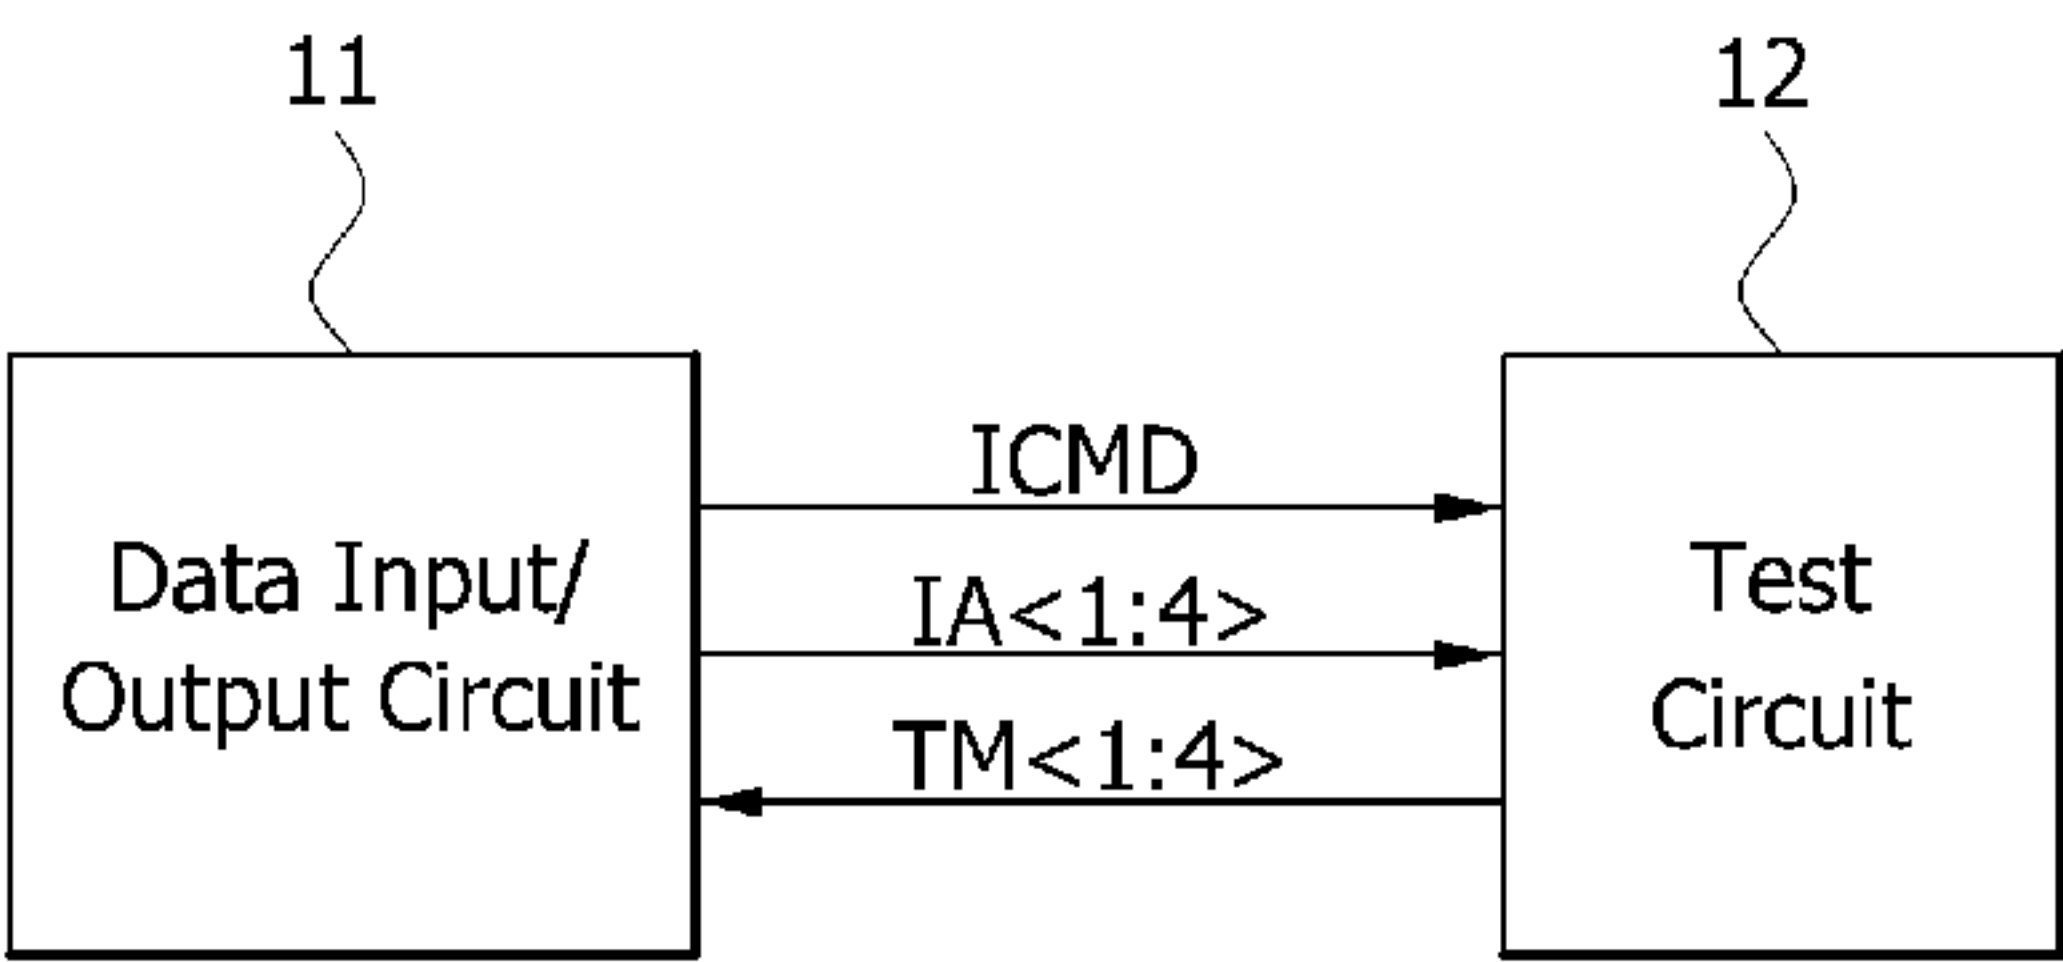 11
12
Data Input/
Output Circuit
ICMD
IA<1:4>
TM<1:4>
Test
Circuit